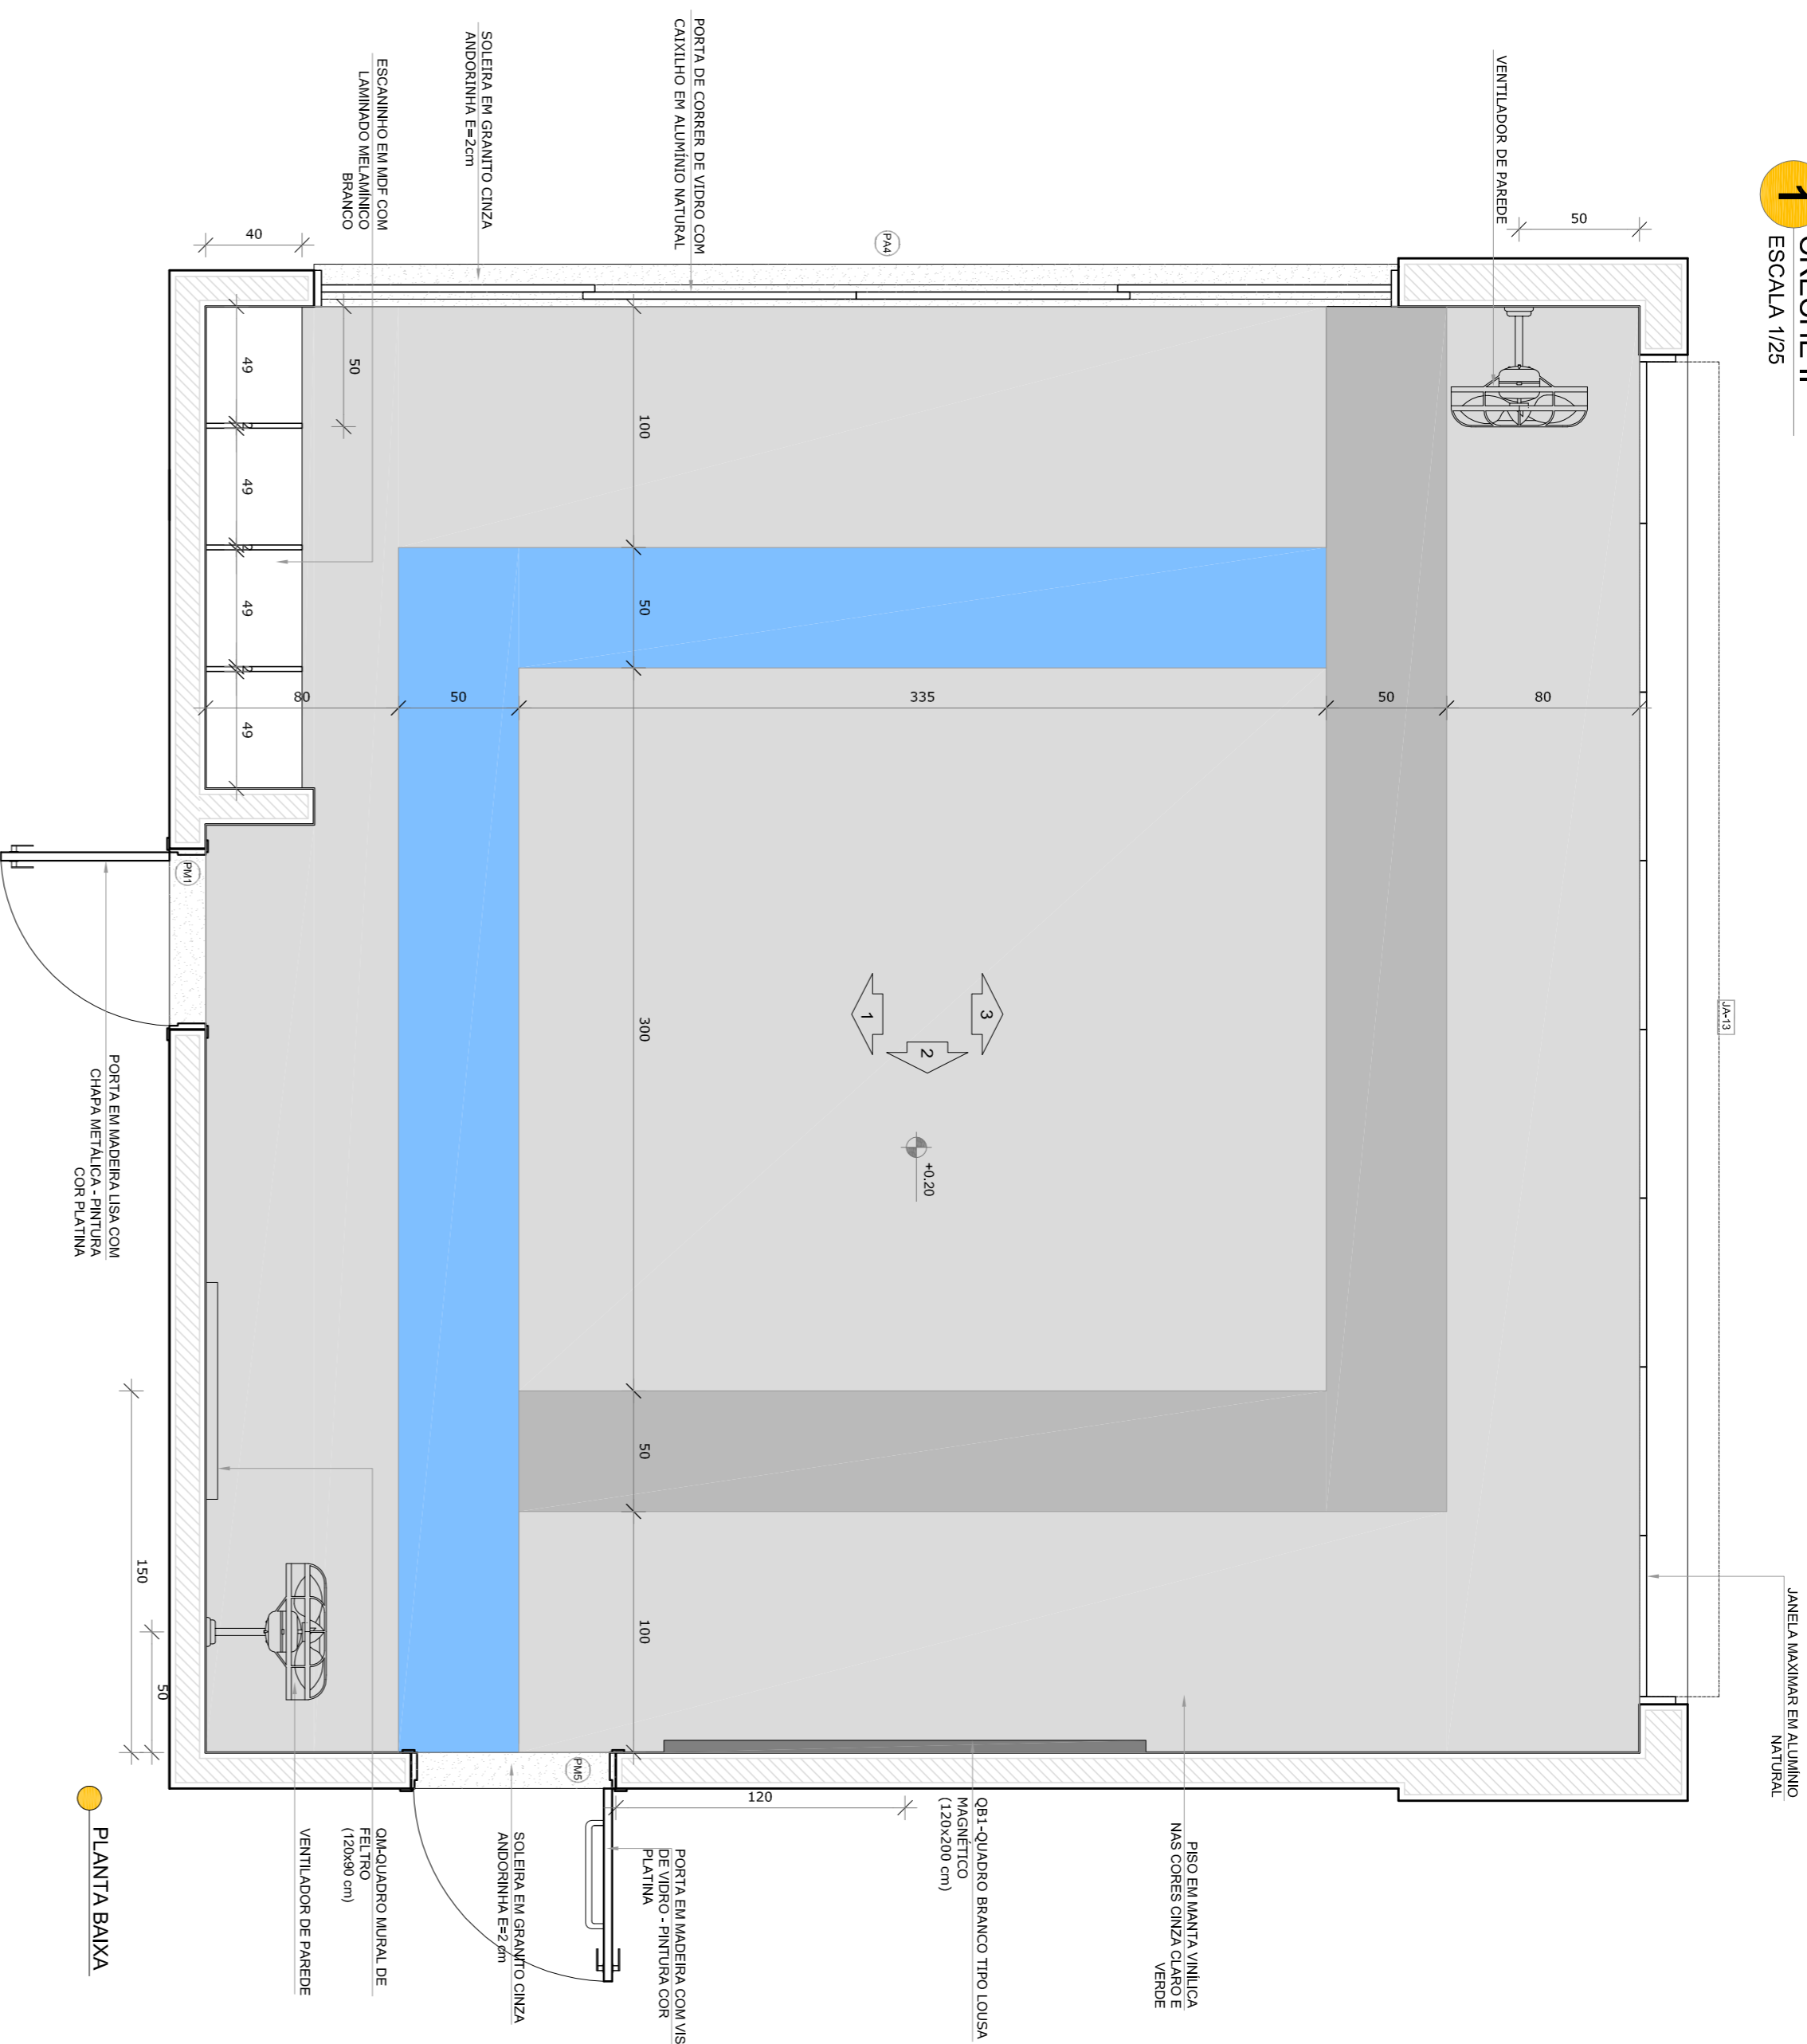 1
CRECHE II
ESCALA 1/25
VENTILADOR DE PAREDE
50
PORTA DE CORRER DE VIDRO COM
CAIXILHO EM ALUMÍNIO NATURAL
SOLEIRA EM GRANITO CINZA
ANDORINHA E=2cm
ESCANINHO EM MDF COM
LAMINADO MELAMÍNICO
BRANCO
40
PA4
49
2
49
2
49
2
49
50
100
50
300
50
100
80
50
335
50
80
JA-13
1
2
3
+0.20
PM1
PORTA EM MADEIRA LISA COM
CHAPA METÁLICA - PINTURA
COR PLATINA
150
50
PM5
120
JANELA MAXIMAR EM ALUMÍNIO
NATURAL
PISO EM MANTA VINÍLICA
NAS CORES CINZA CLARO E
VERDE
QB1-QUADRO BRANCO TIPO LOUSA
MAGNÉTICO
(120x200 cm)
PORTA EM MADEIRA COM VIS
DE VIDRO - PINTURA COR
PLATINA
SOLEIRA EM GRANITO CINZA
ANDORINHA E=2 cm
QM-QUADRO MURAL DE
FELTRO
(120x90 cm)
VENTILADOR DE PAREDE
PLANTA BAIXA